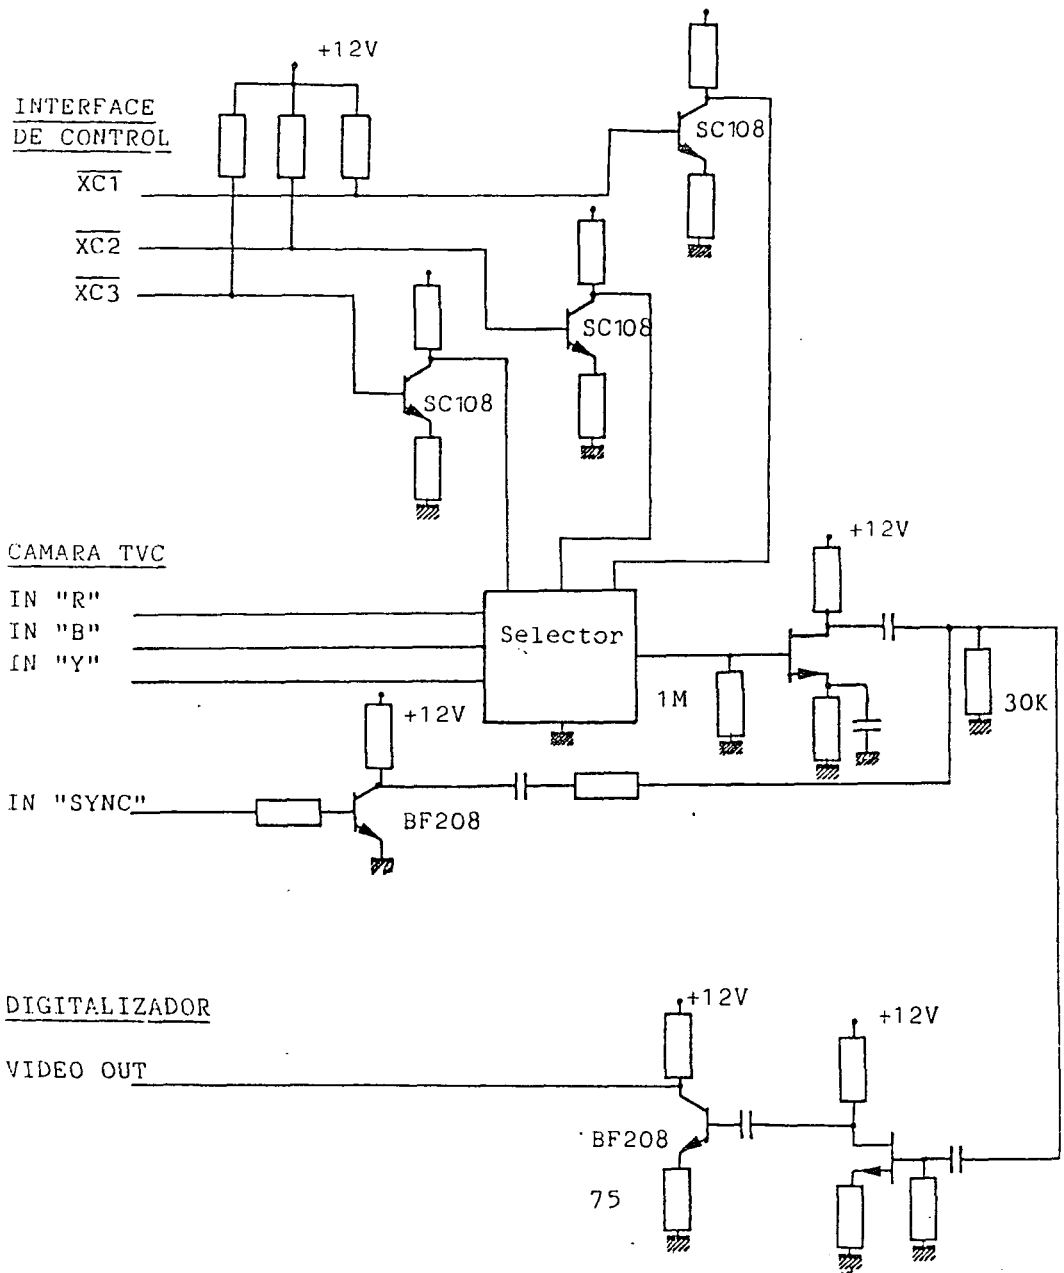 +12V
INTERFACE
DE CONTROL
XC1
XC2
XC3
SC108
SC108
SC108
CAMARA TVC
IN "R"
IN "B"
IN "Y"
Selector
+12V
1M
30K
+12V
IN "SYNC"
BF208
DIGITALIZADOR
VIDEO OUT
+12V
+12V
BF208
75